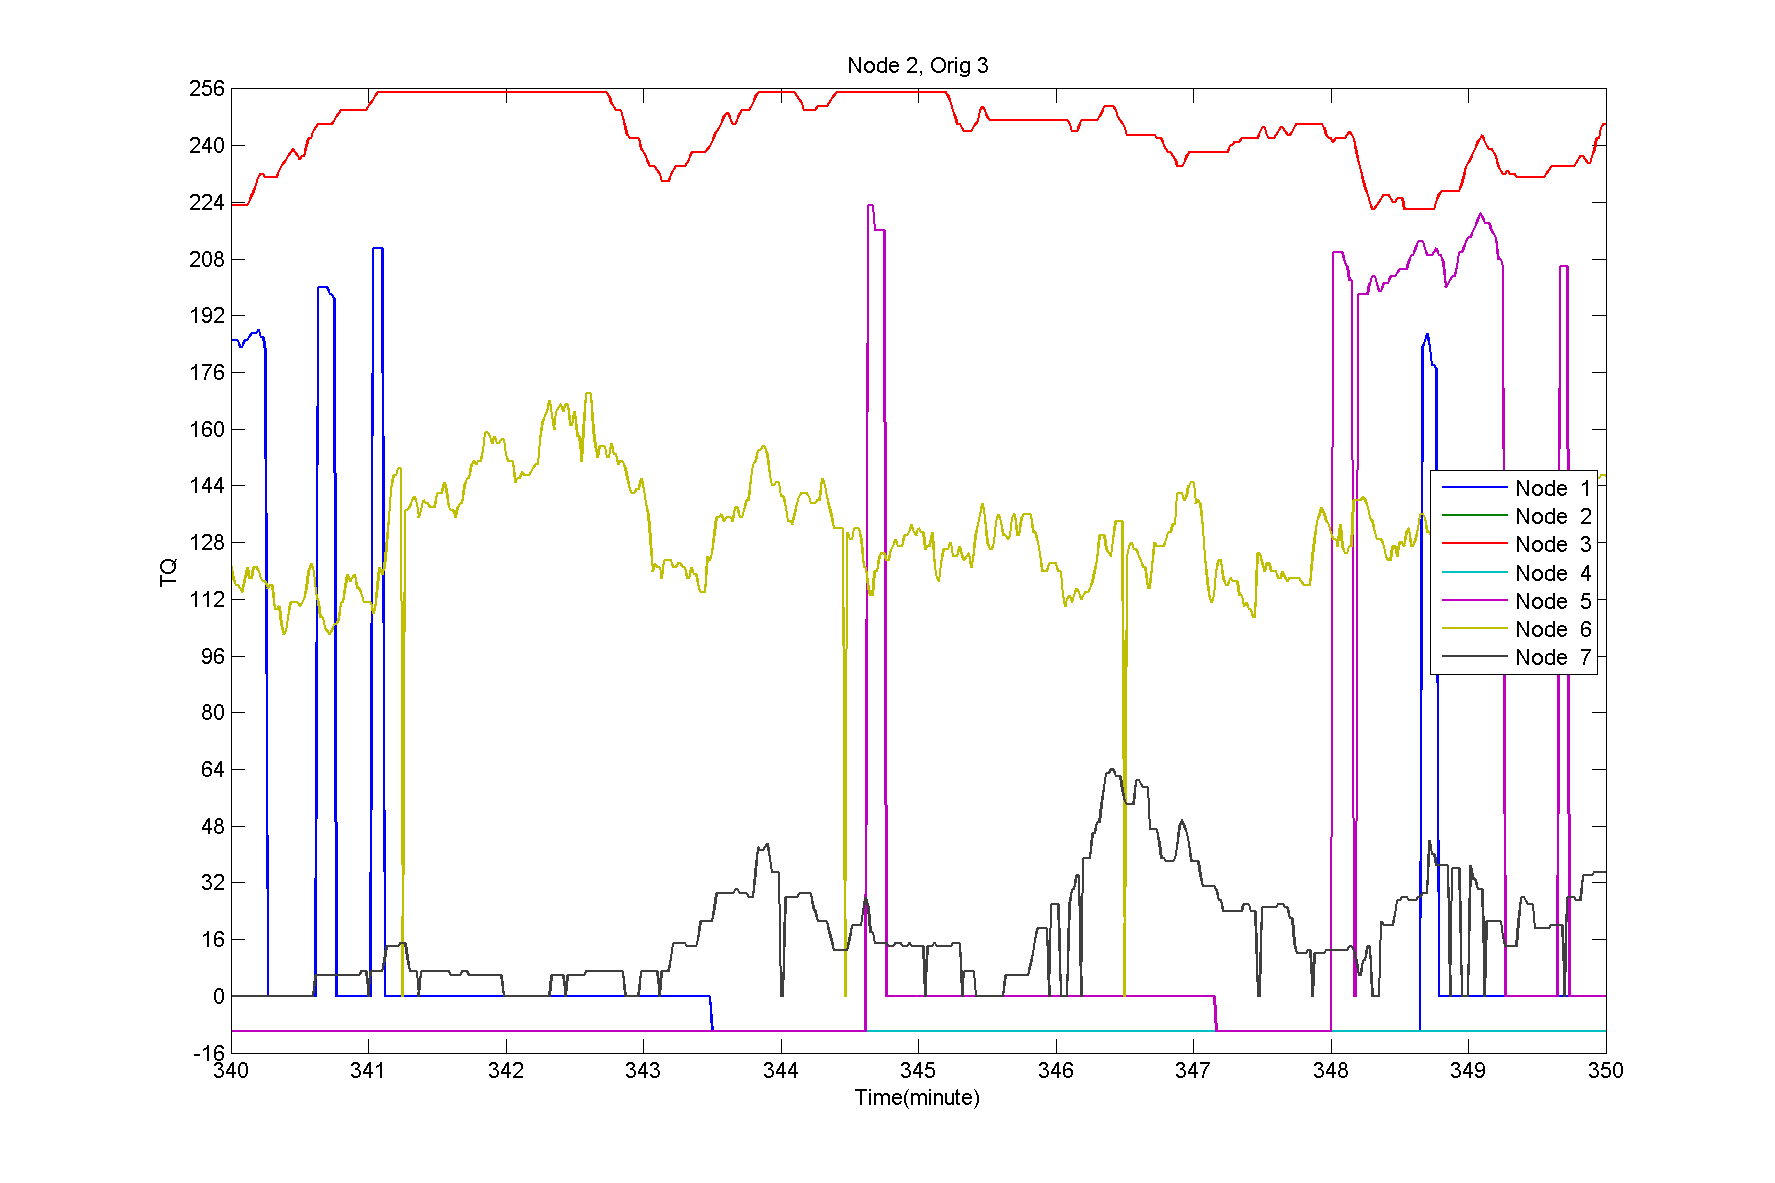 Node 2, Orig 3
256
240
224
208
192
176
160
144
128
112
96
80
64
48
32
16
0
-16
TQ
Node 1
Node 2
Node 3
Node 4
Node 5
Node 6
Node 7
340 341 342 343 344 345 346 347 348 349 350
Time(minute)